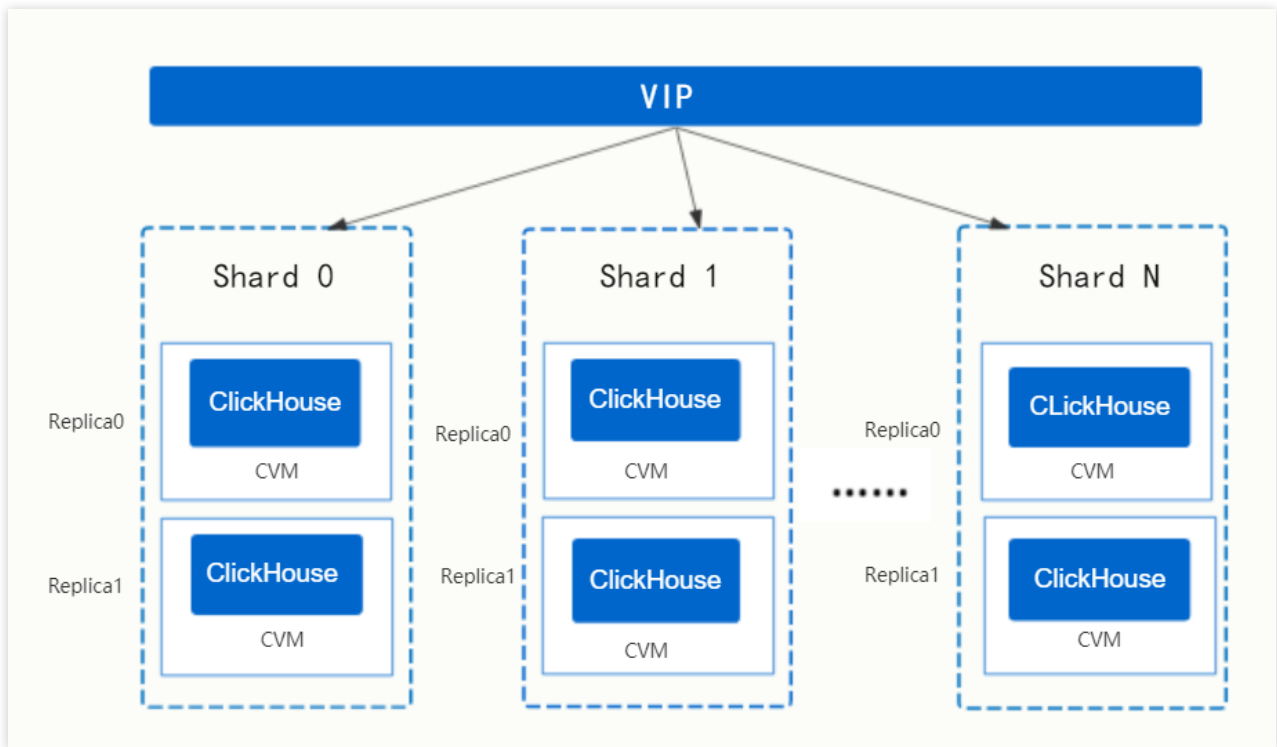 VIP
Shard 0
Shard 1
Shard N
Replica0
ClickHouse
CVM
Replica0
ClickHouse
CVM
Replica0
CLickHouse
CVM
......
Replica1
ClickHouse
CVM
Replica1
ClickHouse
CVM
Replica1
ClickHouse
CVM